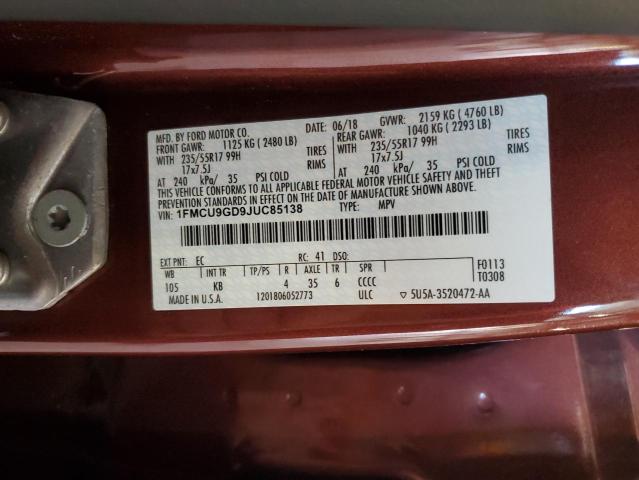 MFD. BY FORD MOTOR CO. DATE: 06/18 GVWR: 2159 KG ( 4760 LB)
FRONT GAWR: 1125 KG ( 2480 LB) REAR GAWR: 1040 KG ( 2293 LB)
WITH 235/55R17 99H TIRES WITH 235/55R17 99H TIRES
17x7.5J RIMS 17x7.5J RIMS
AT 240 kPa/ 35 PSI COLD AT 240 kPa/ 35 PSI COLD
THIS VEHICLE CONFORMS TO ALL APPLICABLE FEDERAL MOTOR VEHICLE SAFETY AND THEFT
PREVENTION STANDARDS IN EFFECT ON THE DATE OF MANUFACTURE SHOWN ABOVE.
VIN: 1FMCU9GD9JUC85138 TYPE: MPV
EXT PNT: EC RC: 41 DSO: F0113
WB INT TR TP/PS R AXLE TR SPR T0308
105 KB 4 35 6 CCCC
MADE IN U.S.A. 1201806052773 ULC ▽ 5U5A-3520472-AA